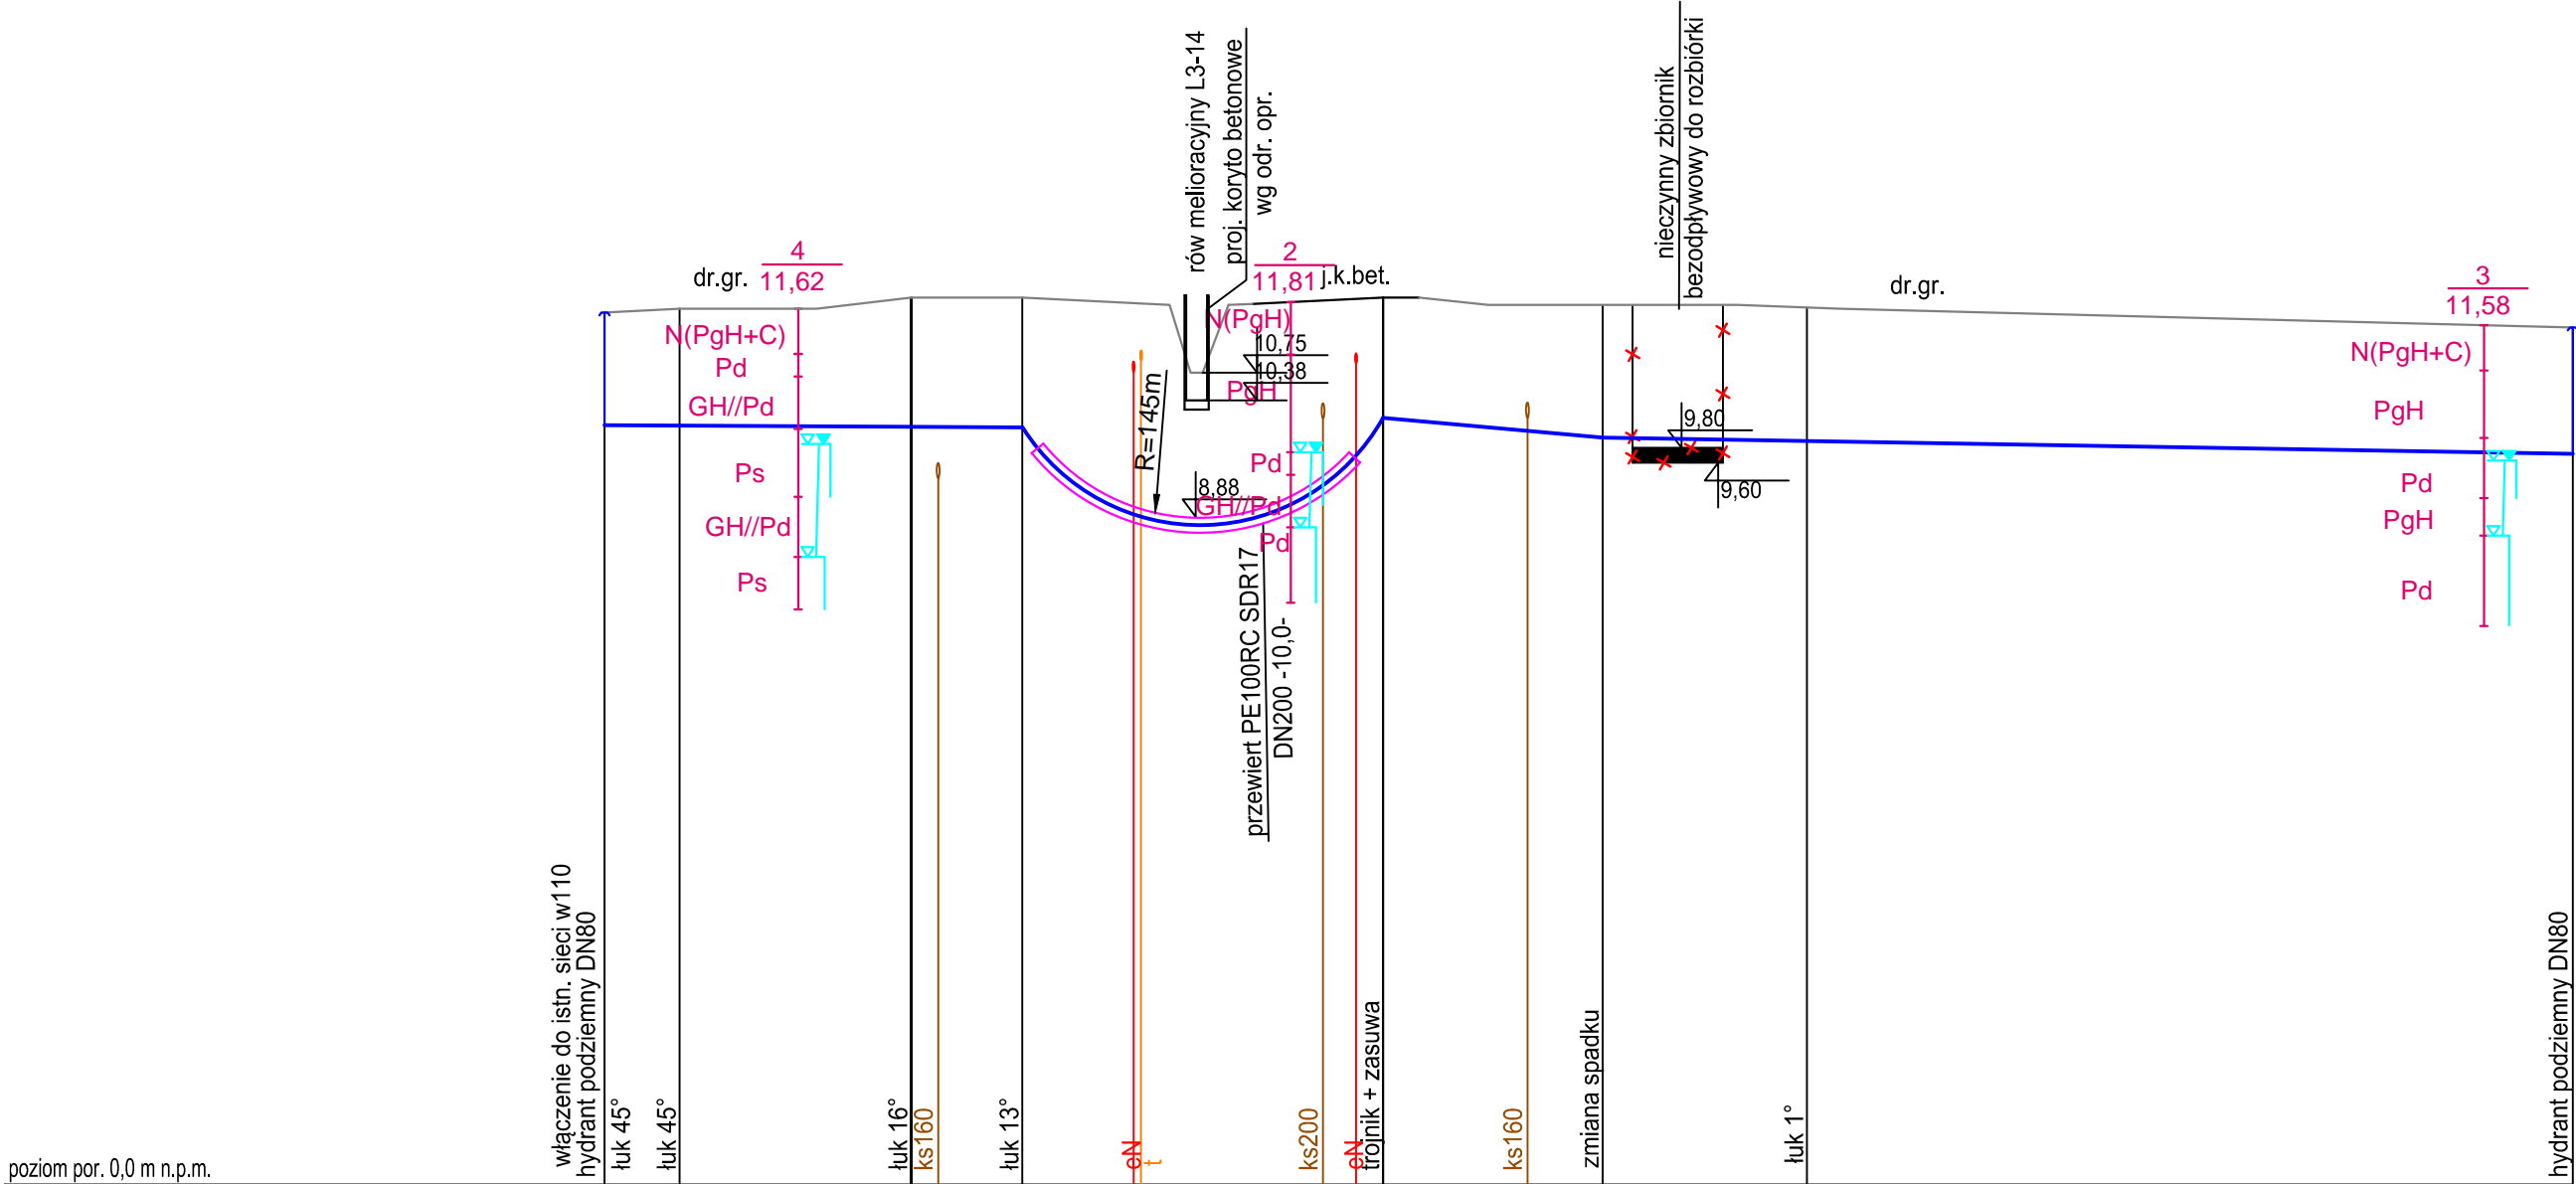 rów melioracyjny L3-14
proj. koryto betonowe
wg odr. opr.
nieczynny zbiornik
bezodpływowy do rozbiórki
dr.gr.
4
11,62
2
11,81
j.k.bet.
dr.gr.
3
11,58
N(PgH+C)
Pd
GH//Pd
Ps
GH//Pd
Ps
N(PgH)
10,75
10,38
PgH
R=145m
8,88
Pd
GH//Pd
Pd
9,80
9,60
N(PgH+C)
PgH
Pd
PgH
Pd
przewiert PE100RC SDR17
DN200 -10,0-
włączenie do istn. sieci w110
hydrant podziemny DN80
łuk 45°
łuk 45°
łuk 16°
ks160
łuk 13°
eN
t
ks200
eN
trojnik + zasuwa
ks160
zmiana spadku
łuk 1°
hydrant podziemny DN80
poziom por. 0,0 m n.p.m.